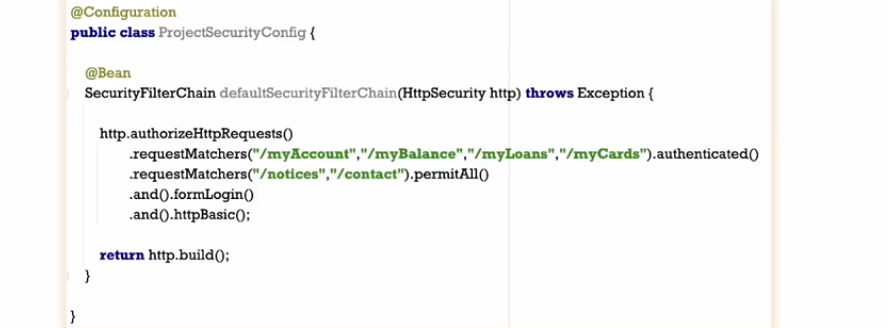 @Configuration
public class ProjectSecurityConfig {
@Bean
SecurityFilterChain defaultSecurityFilterChain(HttpSecurity http) throws Exception {
http.authorizeHttpRequests()
.requestMatchers("/myAccount","/myBalance","/myLoans","/myCards").authenticated()
.requestMatchers("/notices","/contact").permitAll()
.and().formLogin()
.and().httpBasic();
return http.build();
}
}